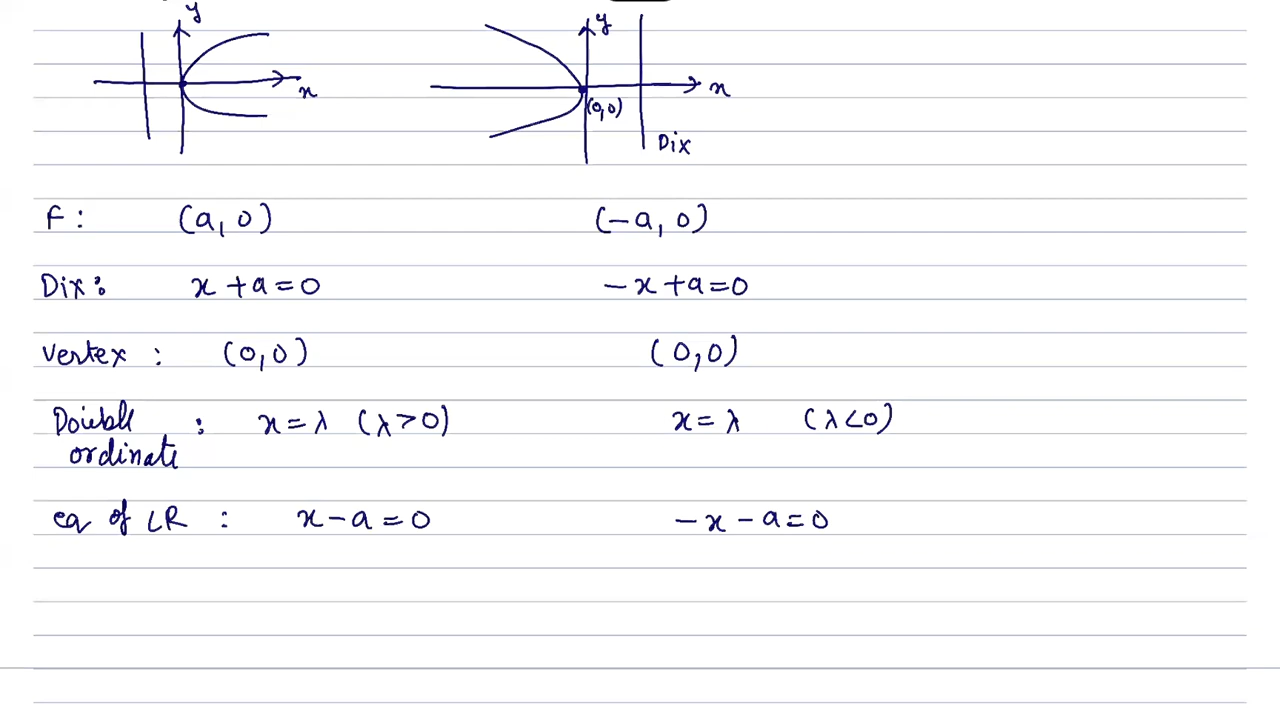 y
x
y
x
(0,0)
Dix
F : (a, 0) (-a, 0)
Dix : x + a = 0 -x + a = 0
Vertex : (0,0) (0,0)
Double : x = λ (λ > 0) x = λ (λ < 0)
ordinate
eq of LR : x - a = 0 -x - a = 0